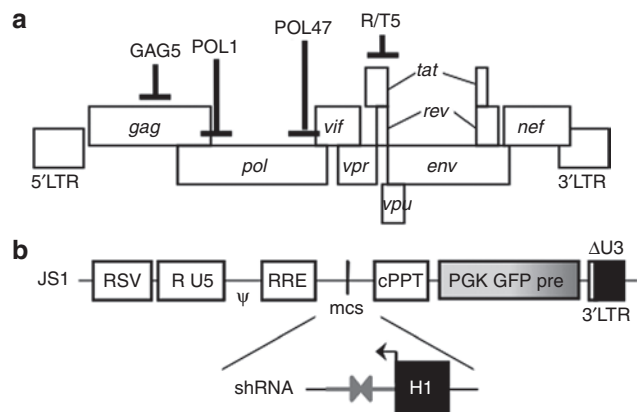 a
POL47
R/T5
POL1
GAG5
tat
gag
vif
rev
nef
pol
vpr
env
5′LTR
3′LTR
vpu
b
ΔU3
JS1
RSV
R U5
RRE
cPPT
PGK GFP pre
ψ
mcs
3′LTR
shRNA
H1